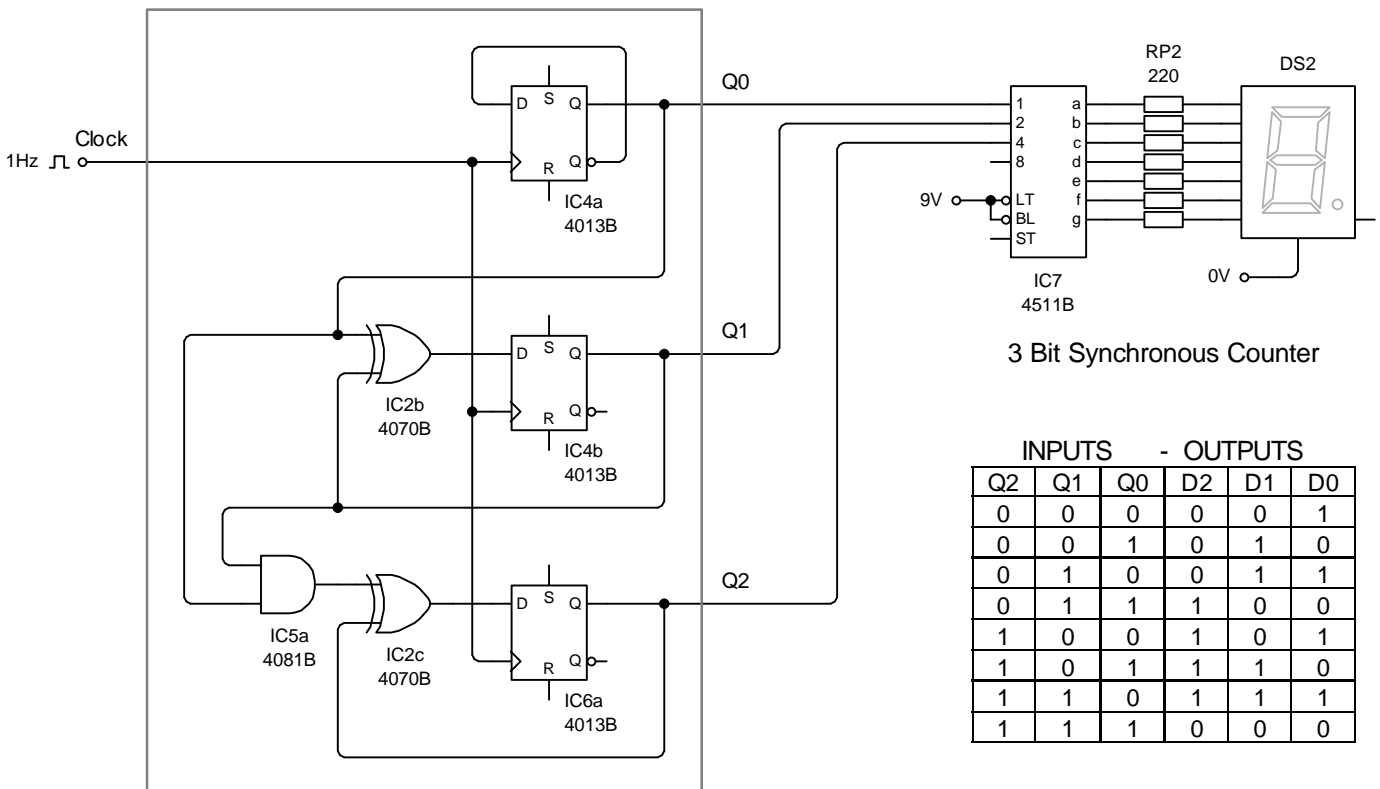 Clock
1Hz
D S Q
R Q
IC4a
4013B
Q0
IC2b
4070B
D S Q
R Q
IC4b
4013B
Q1
IC5a
4081B
IC2c
4070B
D S Q
R Q
IC6a
4013B
Q2
1 a
2 b
4 c
8 d
e
LT f
BL g
ST
9V
IC7
4511B
RP2
220
DS2
0V
3 Bit Synchronous Counter
INPUTS - OUTPUTS
Q2 Q1 Q0 D2 D1 D0
0 0 0 0 0 1
0 0 1 0 1 0
0 1 0 0 1 1
0 1 1 1 0 0
1 0 0 1 0 1
1 0 1 1 1 0
1 1 0 1 1 1
1 1 1 0 0 0